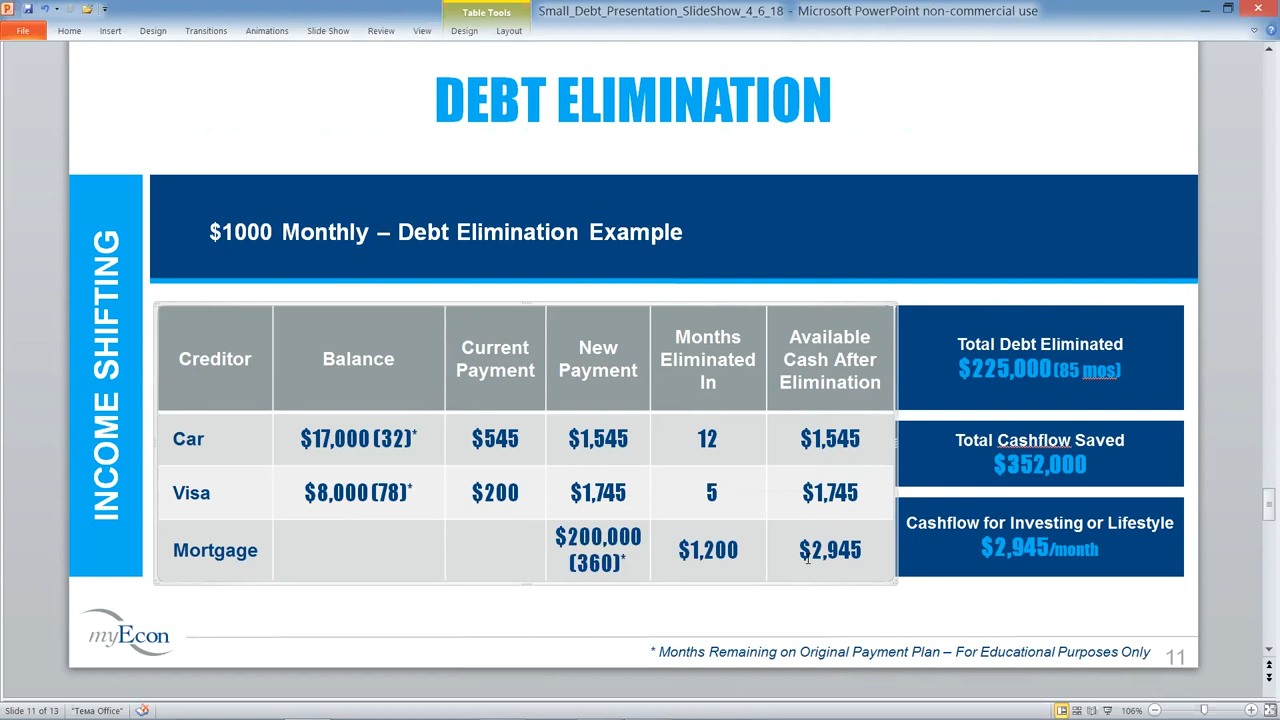 Table Tools
Small_Debt_Presentation_SlideShow_4_6_18 - Microsoft PowerPoint non-commercial use
File Home Insert Design Transitions Animations Slide Show Review View Design Layout
DEBT ELIMINATION
INCOME SHIFTING
$1000 Monthly – Debt Elimination Example
Creditor Balance Current Payment New Payment Months Eliminated In Available Cash After Elimination
Car $17,000 (32)* $545 $1,545 12 $1,545
Visa $8,000 (78)* $200 $1,745 5 $1,745
Mortgage $200,000 (360)* $1,200 $2,945
Total Debt Eliminated
$225,000 (85 mos)
Total Cashflow Saved
$352,000
Cashflow for Investing or Lifestyle
$2,945/month
myEcon
* Months Remaining on Original Payment Plan – For Educational Purposes Only
11
Slide 11 of 13 "Тема Office" 106%